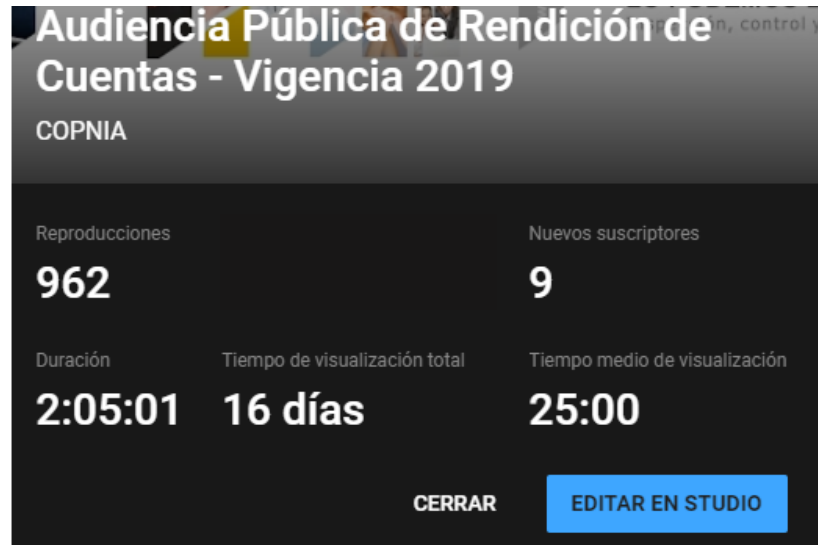 Audiencia Pública de Rendición de
Cuentas - Vigencia 2019
COPNIA
Reproducciones
962
Nuevos suscriptores
9
Duración
2:05:01
Tiempo de visualización total
16 días
Tiempo medio de visualización
25:00
CERRAR
EDITAR EN STUDIO